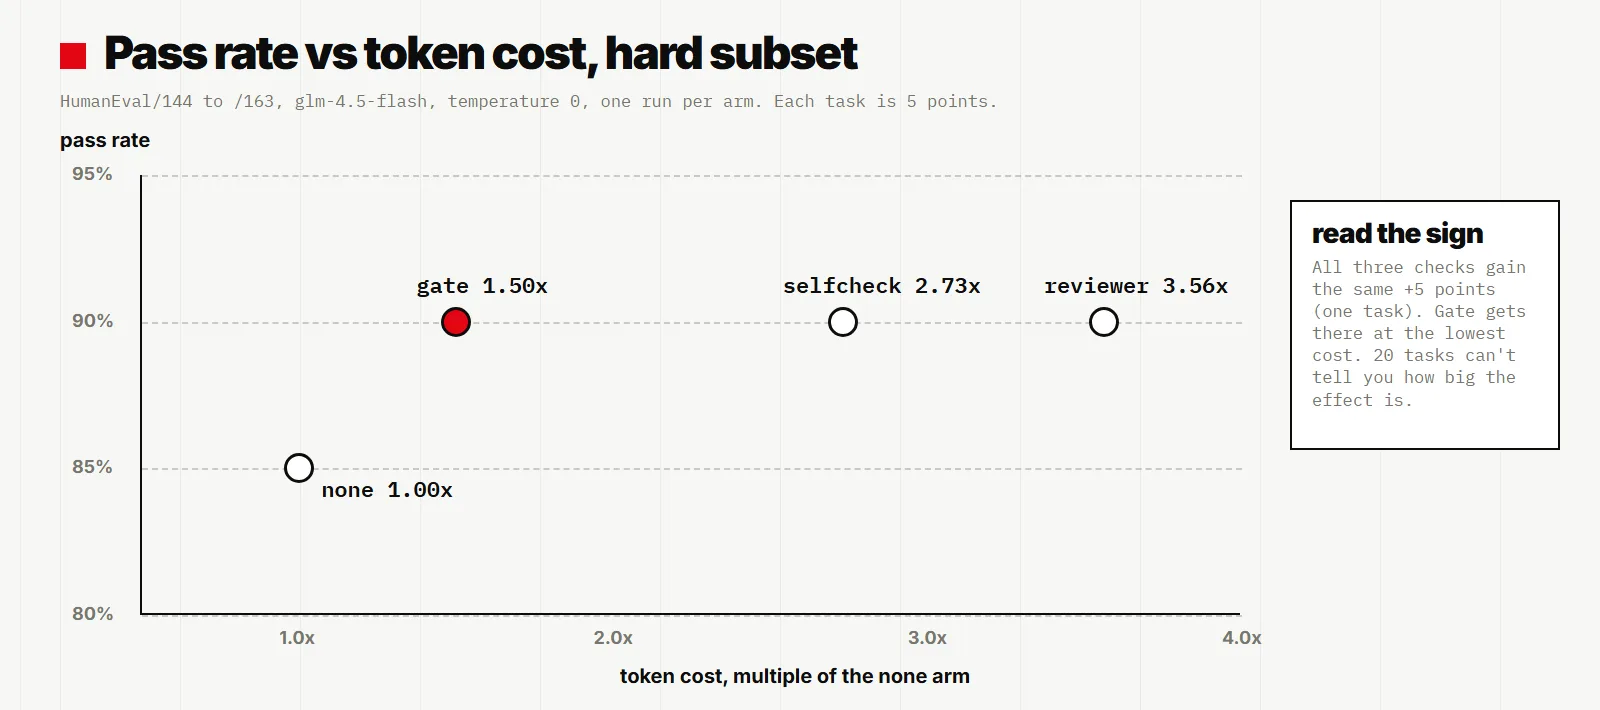 Pass rate vs token cost, hard subset
HumanEval/144 to /163, glm-4.5-flash, temperature 0, one run per arm. Each task is 5 points.
pass rate
95%
90%
85%
80%
gate 1.50x
selfcheck 2.73x
reviewer 3.56x
none 1.00x
1.0x
2.0x
3.0x
4.0x
token cost, multiple of the none arm
read the sign
All three checks gain
the same +5 points
(one task). Gate gets
there at the lowest
cost. 20 tasks can't
tell you how big the
effect is.